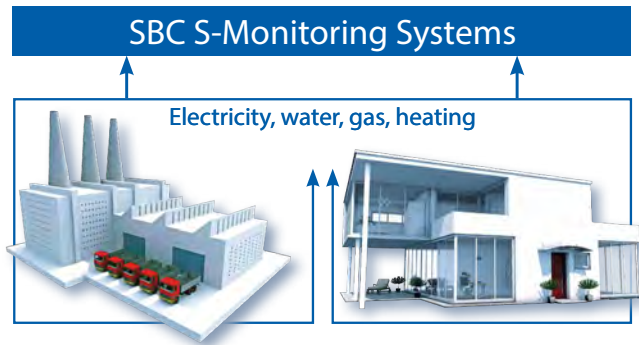 SBC S-Monitoring Systems
Electricity, water, gas, heating